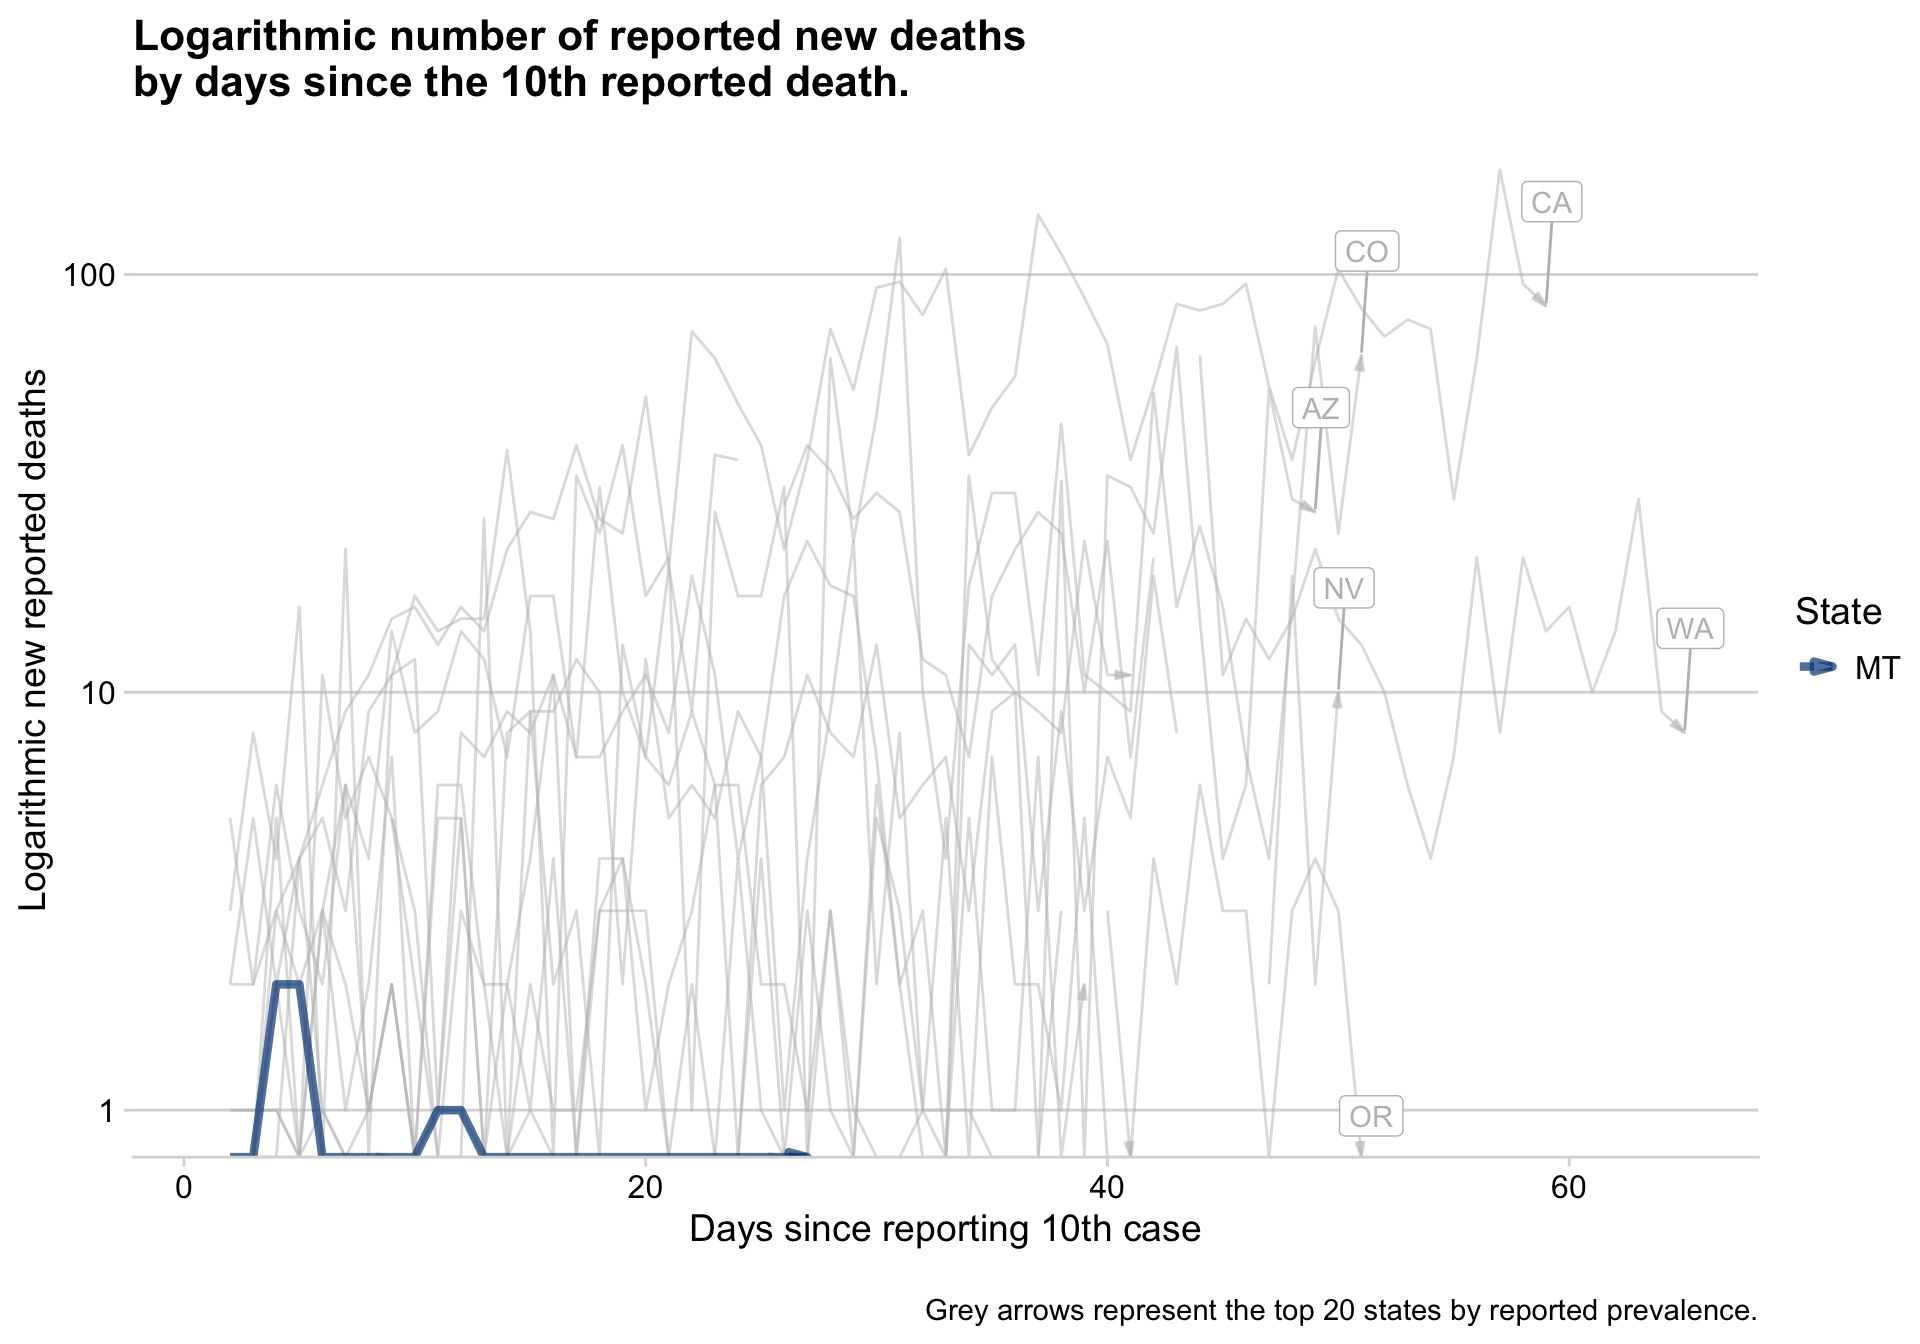 Logarithmic number of reported new deaths
by days since the 10th reported death.
CA
CO
100
AZ
NV
State
WA
MT
10
1
OR
0 20 40 60
Logarithmic new reported deaths
Days since reporting 10th case
Grey arrows represent the top 20 states by reported prevalence.